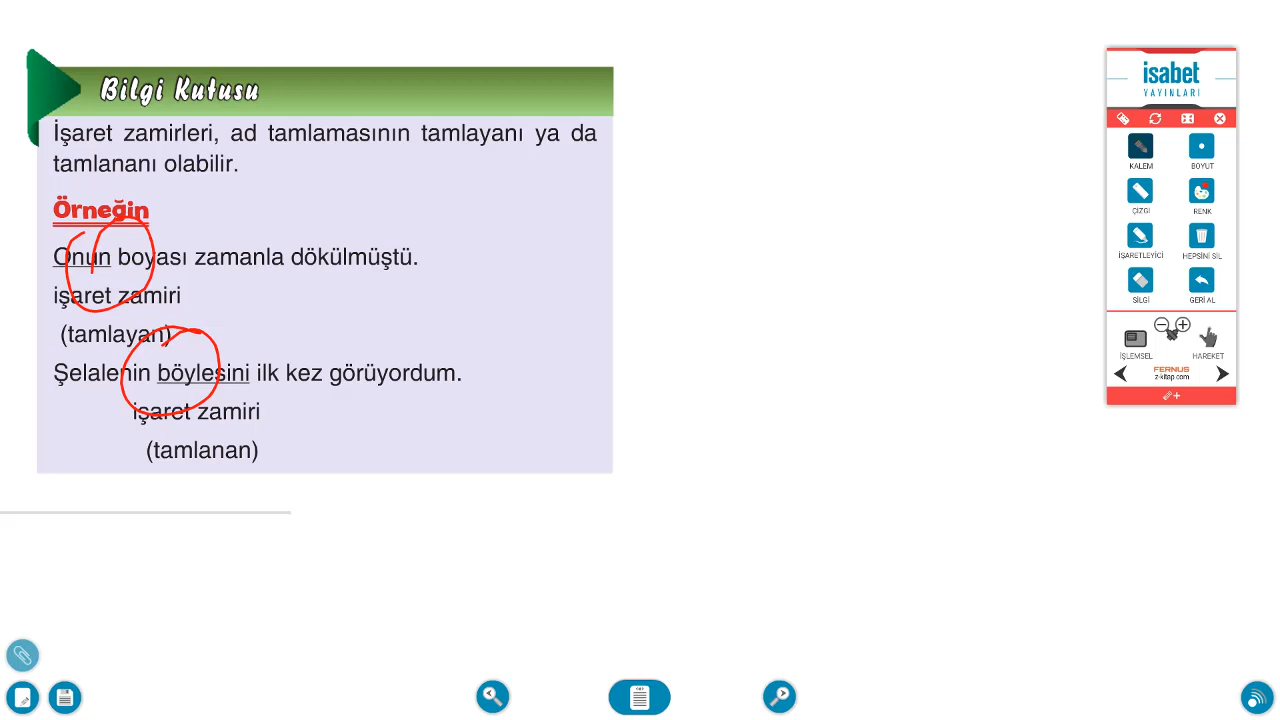 Bilgi Kutusu
İşaret zamirleri, ad tamlamasının tamlayanı ya da
tamlananı olabilir.
Örneğin
Onun boyası zamanla dökülmüştü.
işaret zamiri
(tamlayan)
Şelalenin böylesini ilk kez görüyordum.
işaret zamiri
(tamlanan)
isabet
YAYINLARI
KALEM BOYUT
ÇİZGİ RENK
İŞARETLEYİCİ HEPSİNİ SİL
SİLGİ GERİ AL
İŞLEMSEL HAREKET
FERNUS
z-kitap.com